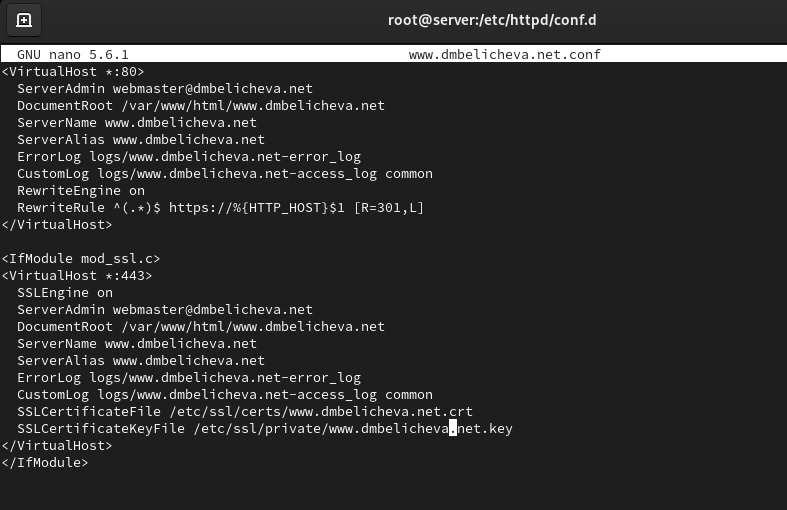 root@server:/etc/httpd/conf.d
GNU nano 5.6.1 www.dmbelicheva.net.conf
<VirtualHost *:80>
ServerAdmin webmaster@dmbelicheva.net
DocumentRoot /var/www/html/www.dmbelicheva.net
ServerName www.dmbelicheva.net
ServerAlias www.dmbelicheva.net
ErrorLog logs/www.dmbelicheva.net-error_log
CustomLog logs/www.dmbelicheva.net-access_log common
RewriteEngine on
RewriteRule ^(.*)$ https://%{HTTP_HOST}$1 [R=301,L]
</VirtualHost>
<IfModule mod_ssl.c>
<VirtualHost *:443>
SSLEngine on
ServerAdmin webmaster@dmbelicheva.net
DocumentRoot /var/www/html/www.dmbelicheva.net
ServerName www.dmbelicheva.net
ServerAlias www.dmbelicheva.net
ErrorLog logs/www.dmbelicheva.net-error_log
CustomLog logs/www.dmbelicheva.net-access_log common
SSLCertificateFile /etc/ssl/certs/www.dmbelicheva.net.crt
SSLCertificateKeyFile /etc/ssl/private/www.dmbelicheva.net.key
</VirtualHost>
</IfModule>